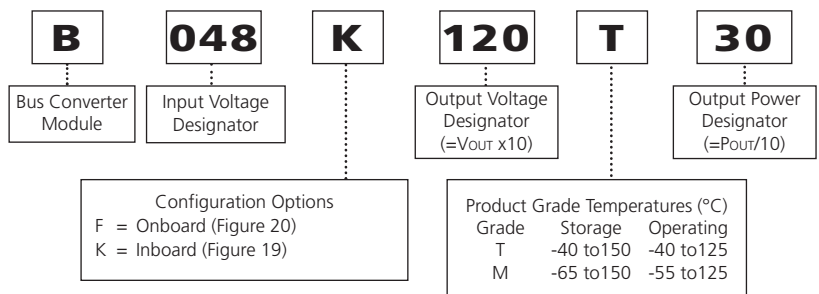 B 048 K 120 T 30
Bus Converter
Module
Input Voltage
Designator
Output Voltage
Designator
(=VOUT x10)
Output Power
Designator
(=POUT/10)
Configuration Options
F = Onboard (Figure 20)
K = Inboard (Figure 19)
Product Grade Temperatures (°C)
Grade Storage Operating
T -40 to150 -40 to125
M -65 to150 -55 to125